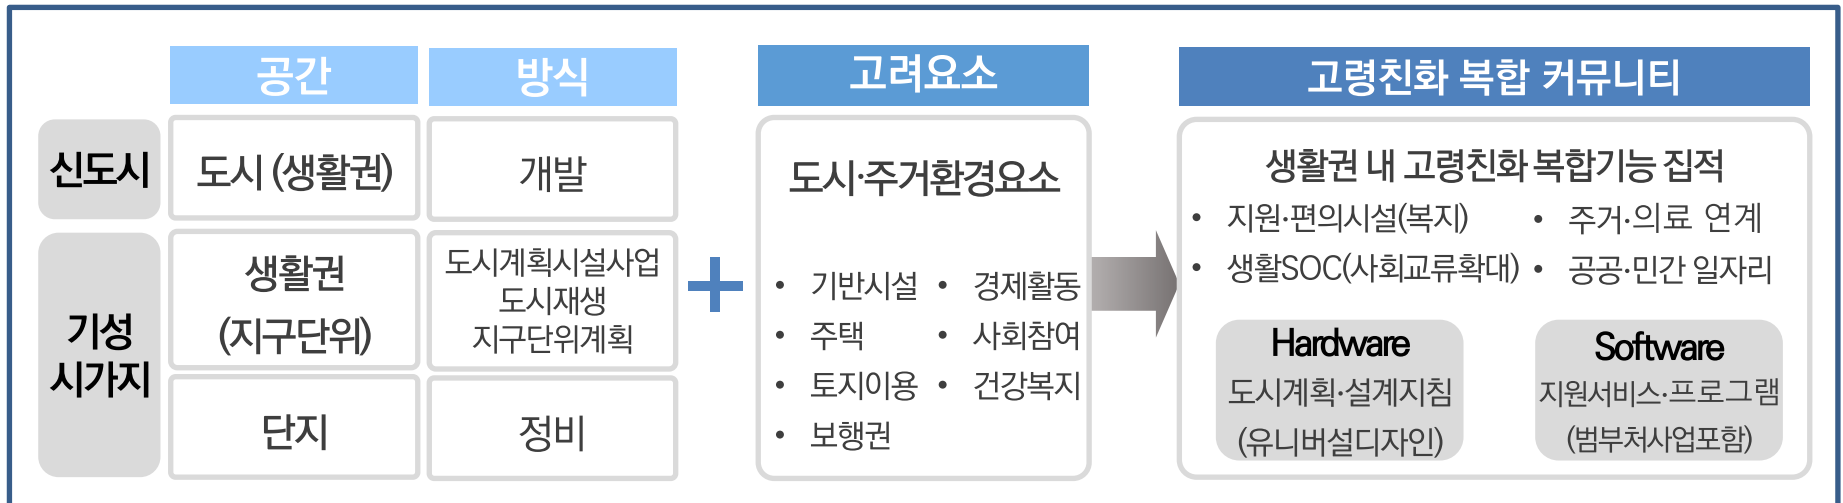 공간
방식
고려요소
고령친화 복합 커뮤니티
신도시
도시 (생활권)
개발
기성
시가지
생활권
(지구단위)
도시계획시설사업
도시재생
지구단위계획
단지
정비
+
도시·주거환경요소
• 기반시설 • 경제활동
• 주택 • 사회참여
• 토지이용 • 건강복지
• 보행권
생활권 내 고령친화 복합기능 집적
• 지원·편의시설(복지) • 주거·의료 연계
• 생활SOC(사회교류확대) • 공공·민간 일자리
Hardware
도시계획·설계지침
(유니버설디자인)
Software
지원서비스·프로그램
(범부처사업포함)